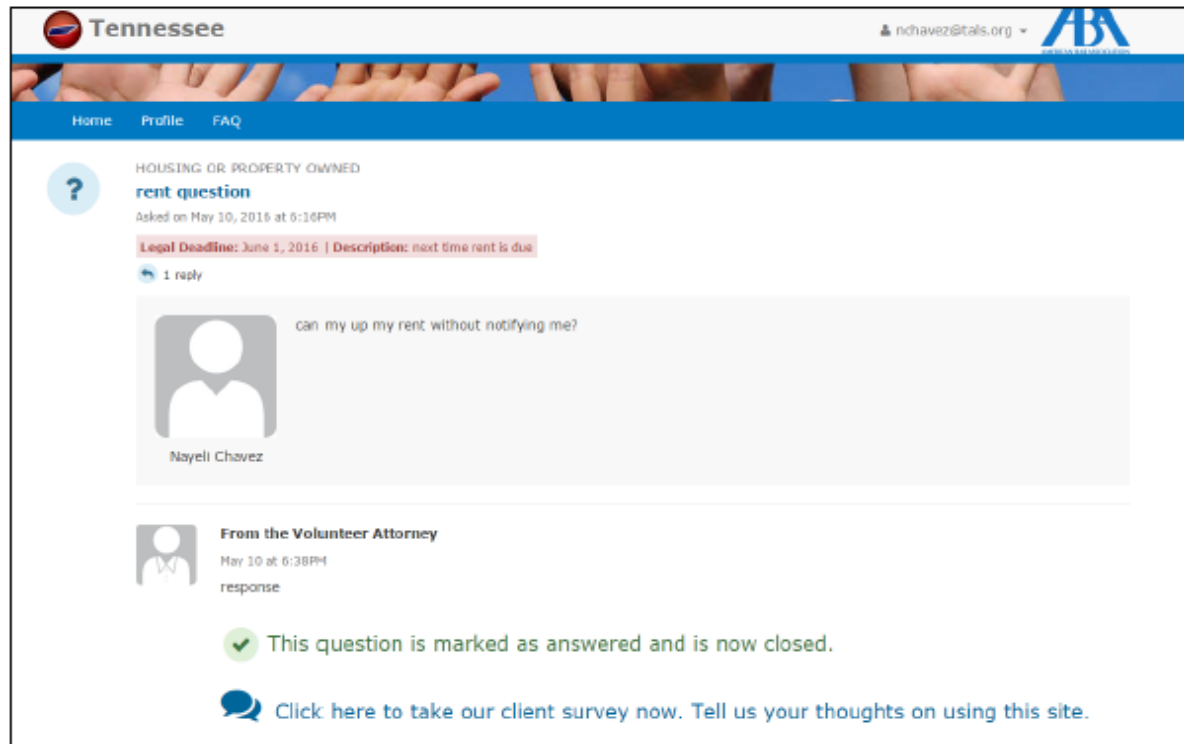 Tennessee
nchavez@tals.org
ABA
AMERICAN BAR ASSOCIATION
Home Profile FAQ
HOUSING OR PROPERTY OWNED
?
rent question
Asked on May 10, 2016 at 6:16PM
Legal Deadline: June 1, 2016 | Description: next time rent is due
1 reply
can my up my rent without notifying me?
Nayeli Chavez
From the Volunteer Attorney
May 10 at 6:38PM
response
This question is marked as answered and is now closed.
Click here to take our client survey now. Tell us your thoughts on using this site.